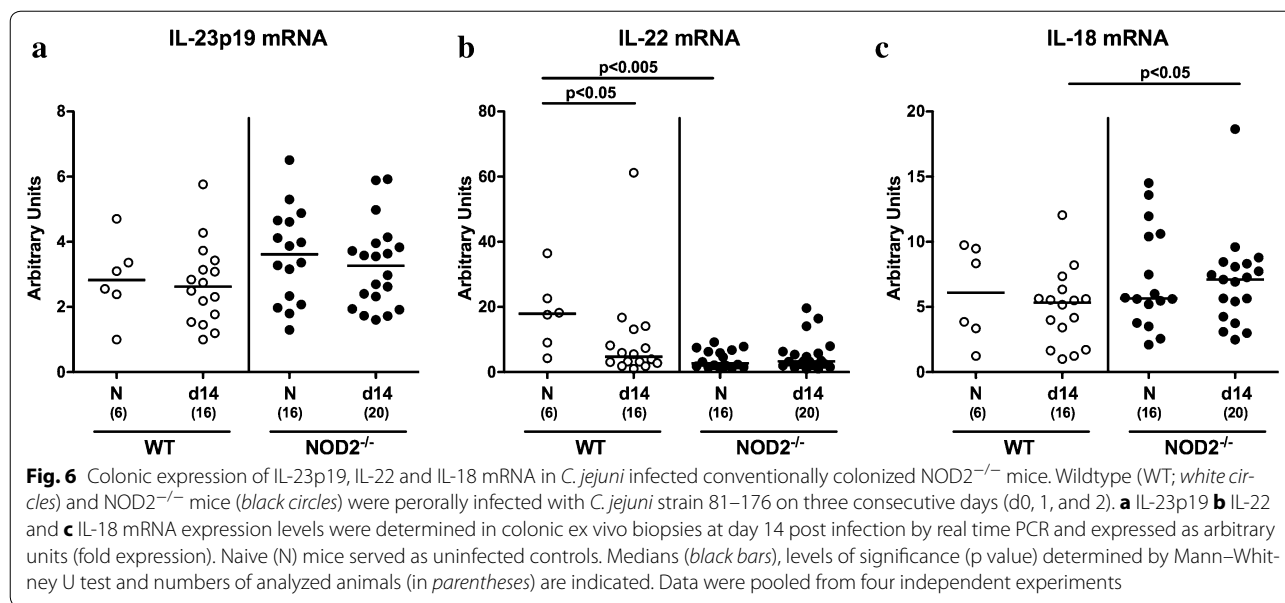 a
IL-23p19 mRNA
Arbitrary Units
8
6
4
2
0
N
d14
N
d14
(6)
(16)
(16)
(20)
WT
NOD2-/-
b
IL-22 mRNA
p<0.005
p<0.05
Arbitrary Units
80
60
40
20
0
N
d14
N
d14
(6)
(16)
(16)
(20)
WT
NOD2-/-
c
IL-18 mRNA
p<0.05
Arbitrary Units
20
15
10
5
0
N
d14
N
d14
(6)
(16)
(16)
(20)
WT
NOD2-/-
Fig. 6 Colonic expression of IL-23p19, IL-22 and IL-18 mRNA in C. jejuni infected conventionally colonized NOD2−/− mice. Wildtype (WT; white cir-
cles) and NOD2−/− mice (black circles) were perorally infected with C. jejuni strain 81–176 on three consecutive days (d0, 1, and 2). a IL-23p19 b IL-22
and c IL-18 mRNA expression levels were determined in colonic ex vivo biopsies at day 14 post infection by real time PCR and expressed as arbitrary
units (fold expression). Naive (N) mice served as uninfected controls. Medians (black bars), levels of significance (p value) determined by Mann–Whit-
ney U test and numbers of analyzed animals (in parentheses) are indicated. Data were pooled from four independent experiments